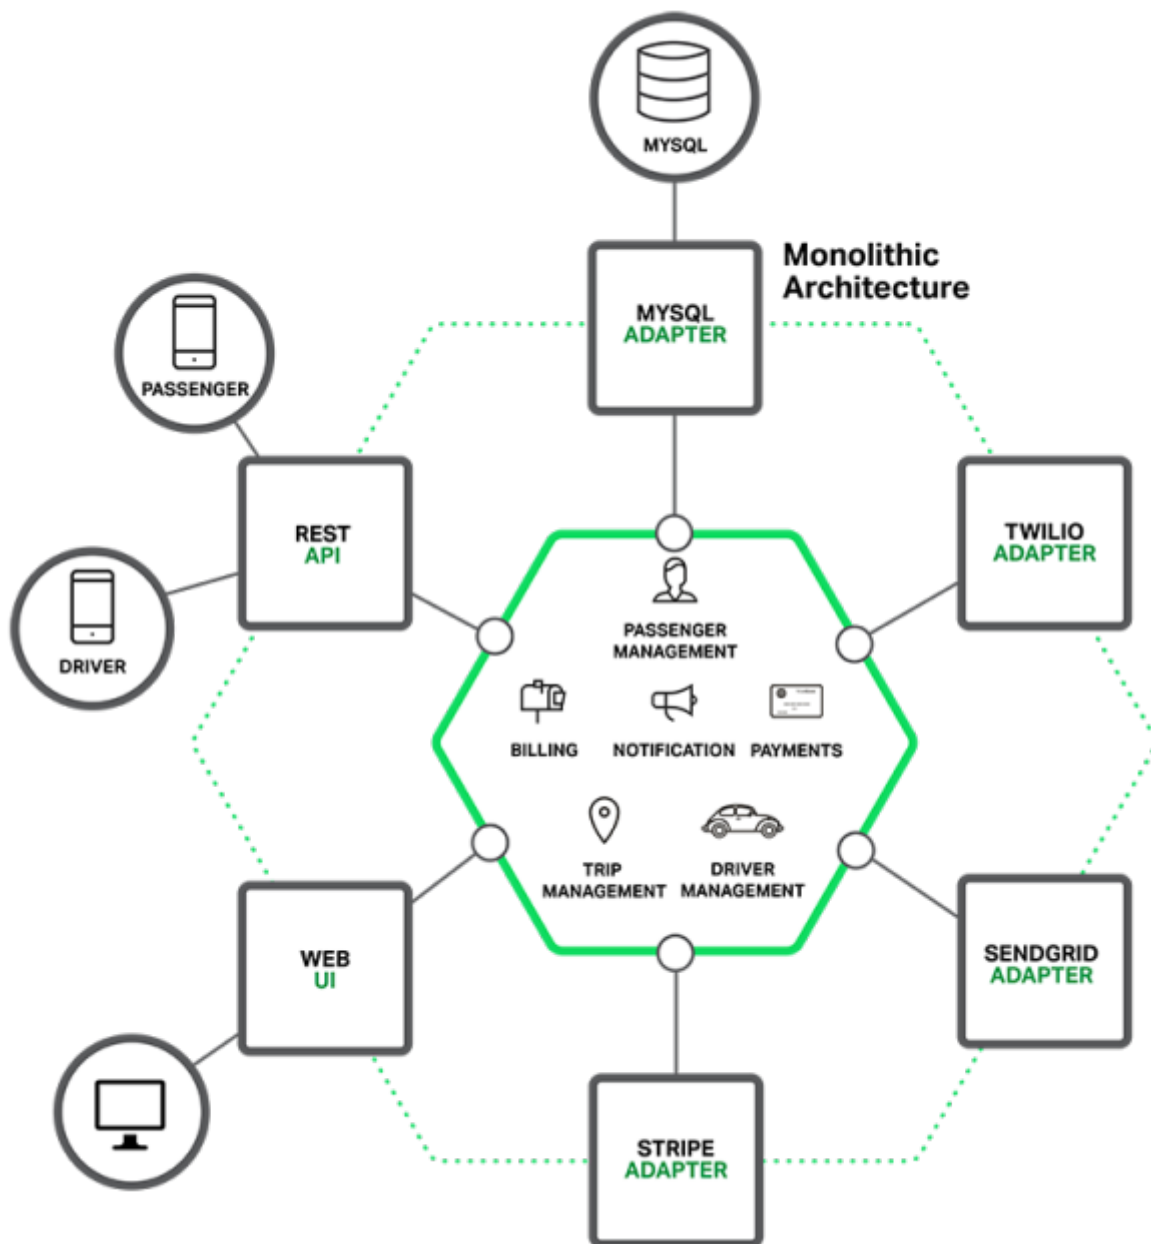 MYSQL
Monolithic
Architecture
MYSQL
ADAPTER
PASSENGER
REST
API
TWILIO
ADAPTER
DRIVER
PASSENGER
MANAGEMENT
BILLING
NOTIFICATION
PAYMENTS
TRIP
MANAGEMENT
DRIVER
MANAGEMENT
WEB
UI
SENDGRID
ADAPTER
STRIPE
ADAPTER